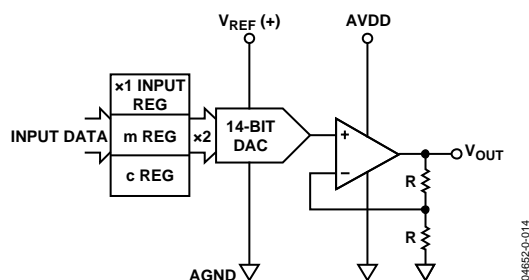 V_REF (+)
AVDD
×1 INPUT
REG
INPUT DATA
m REG
×2
14-BIT
DAC
+
–
V_OUT
c REG
R
R
AGND
04652-0-014